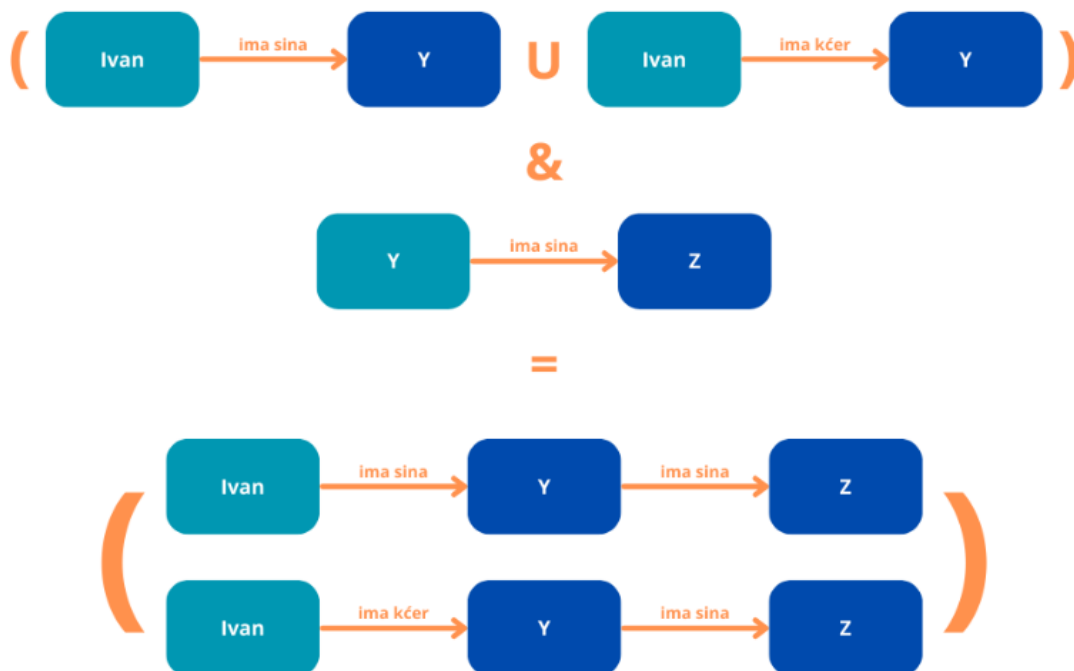 ( Ivan ima sina Y U Ivan ima kćer Y )
&
Y ima sina Z
=
( Ivan ima sina Y ima sina Z
Ivan ima kćer Y ima sina Z )